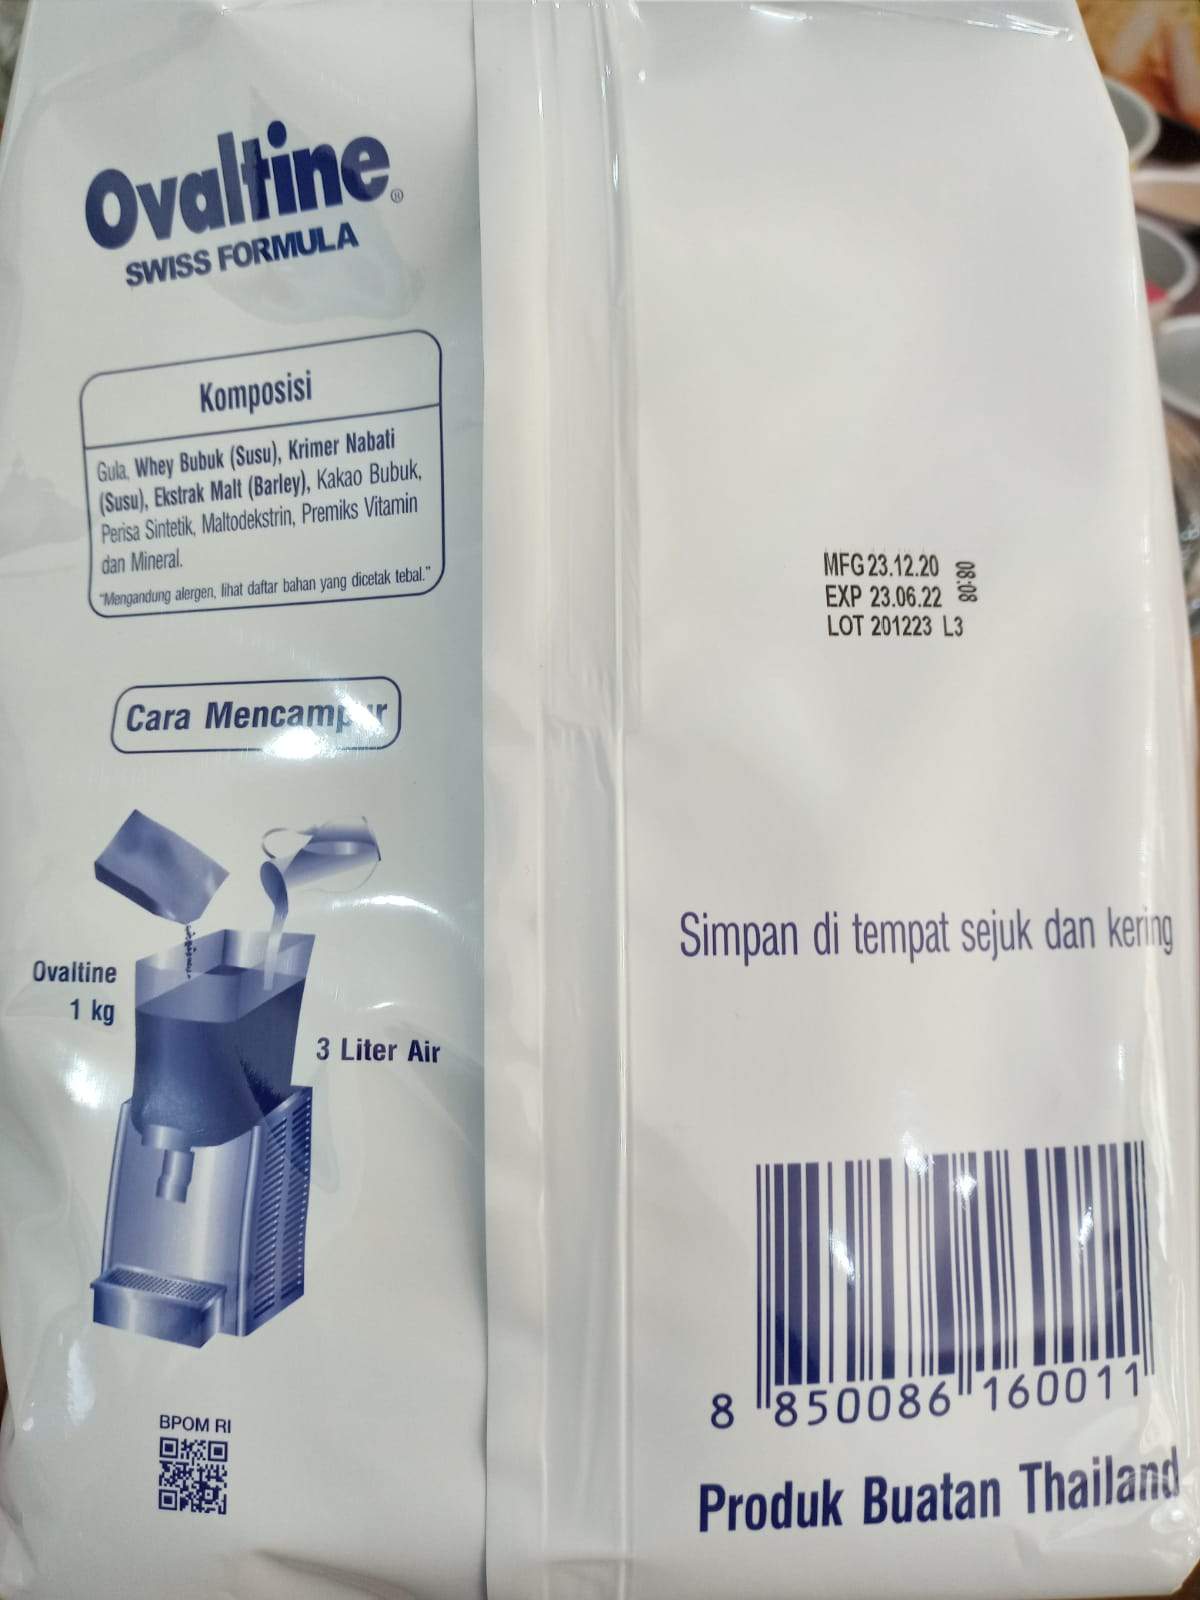 Ovaltine®
SWISS FORMULA
Komposisi
Gula, Whey Bubuk (Susu), Krimer Nabati
(Susu), Ekstrak Malt (Barley), Kakao Bubuk,
Perisa Sintetik, Maltodekstrin, Premiks Vitamin
dan Mineral.
"Mengandung alergen, lihat daftar bahan yang dicetak tebal."
Cara Mencampur
Ovaltine
1 kg
3 Liter Air
BPOM RI
MFG 23.12.20
EXP 23.06.22
LOT 201223 L3
08:08
Simpan di tempat sejuk dan kering
8 850086 160011
Produk Buatan Thailand